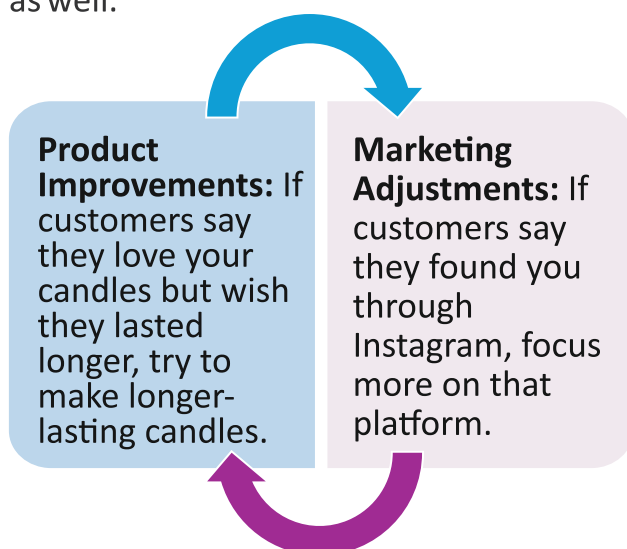 as well.
Product
Improvements: If
customers say
they love your
candles but wish
they lasted
longer, try to
make longer-
lasting candles.
Marketing
Adjustments: If
customers say
they found you
through
Instagram, focus
more on that
platform.